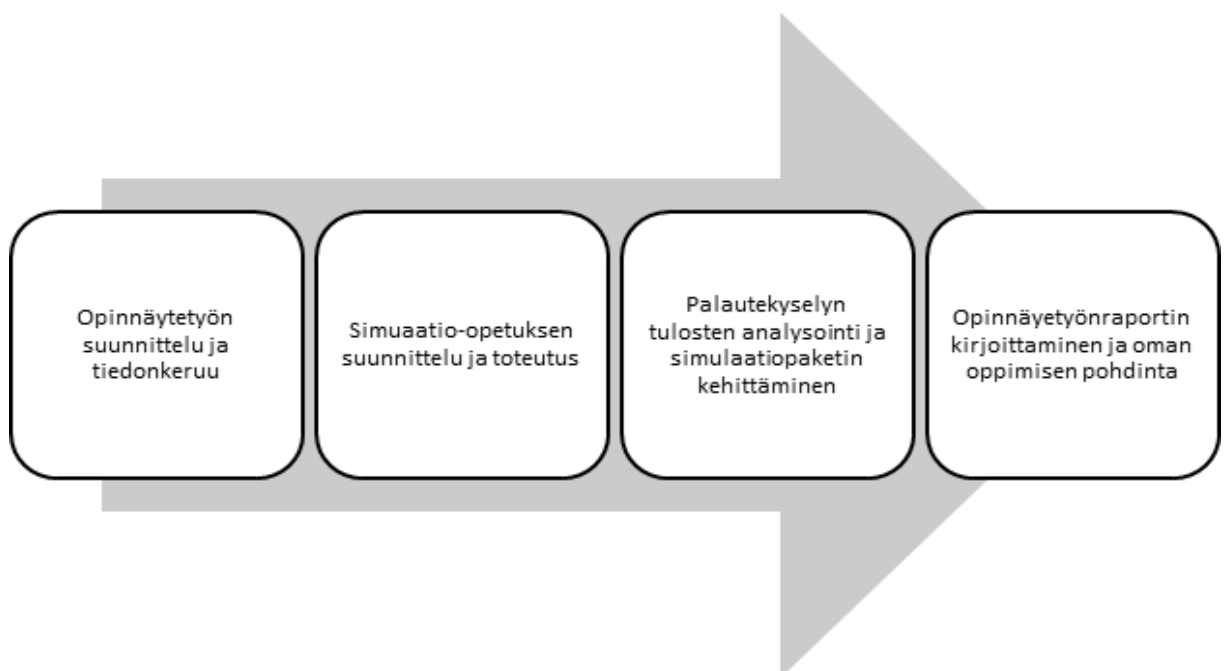 Opinnäytetyön
suunnittelu ja
tiedonkeruu
Simuaatio-opetuksen
suunnittelu ja toteutus
Palautekyselyn
tulosten analysointi ja
simulaatiopaketin
kehittäminen
Opinnäyetyönraportin
kirjoittaminen ja oman
oppimisen pohdinta